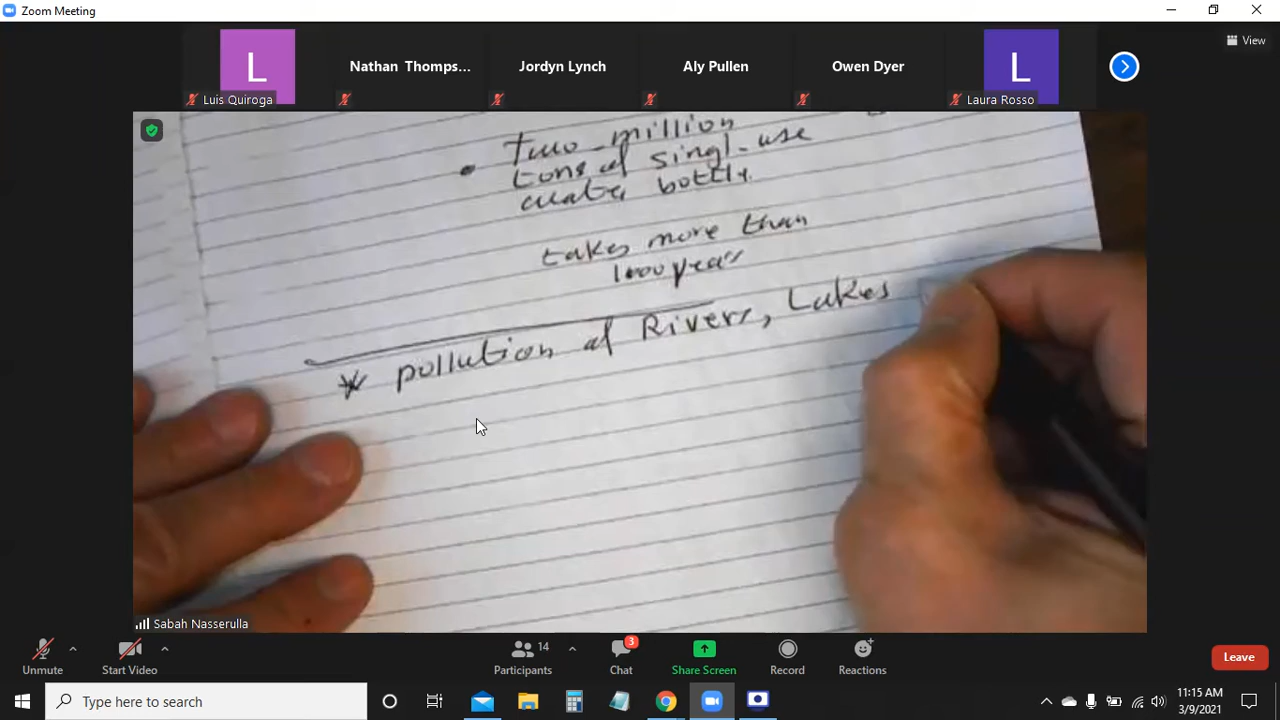 Zoom Meeting
View
L
Nathan Thomps...
Jordyn Lynch
Aly Pullen
Owen Dyer
L
Luis Quiroga
Laura Rosso
• two-million
tons of singl-use
water bottly
takes more than
1000 years
* pollution of Rivers, Lakes
Sabah Nasserulla
Unmute
Start Video
Participants
14
Chat
3
Share Screen
Record
Reactions
Leave
Type here to search
11:15 AM
3/9/2021